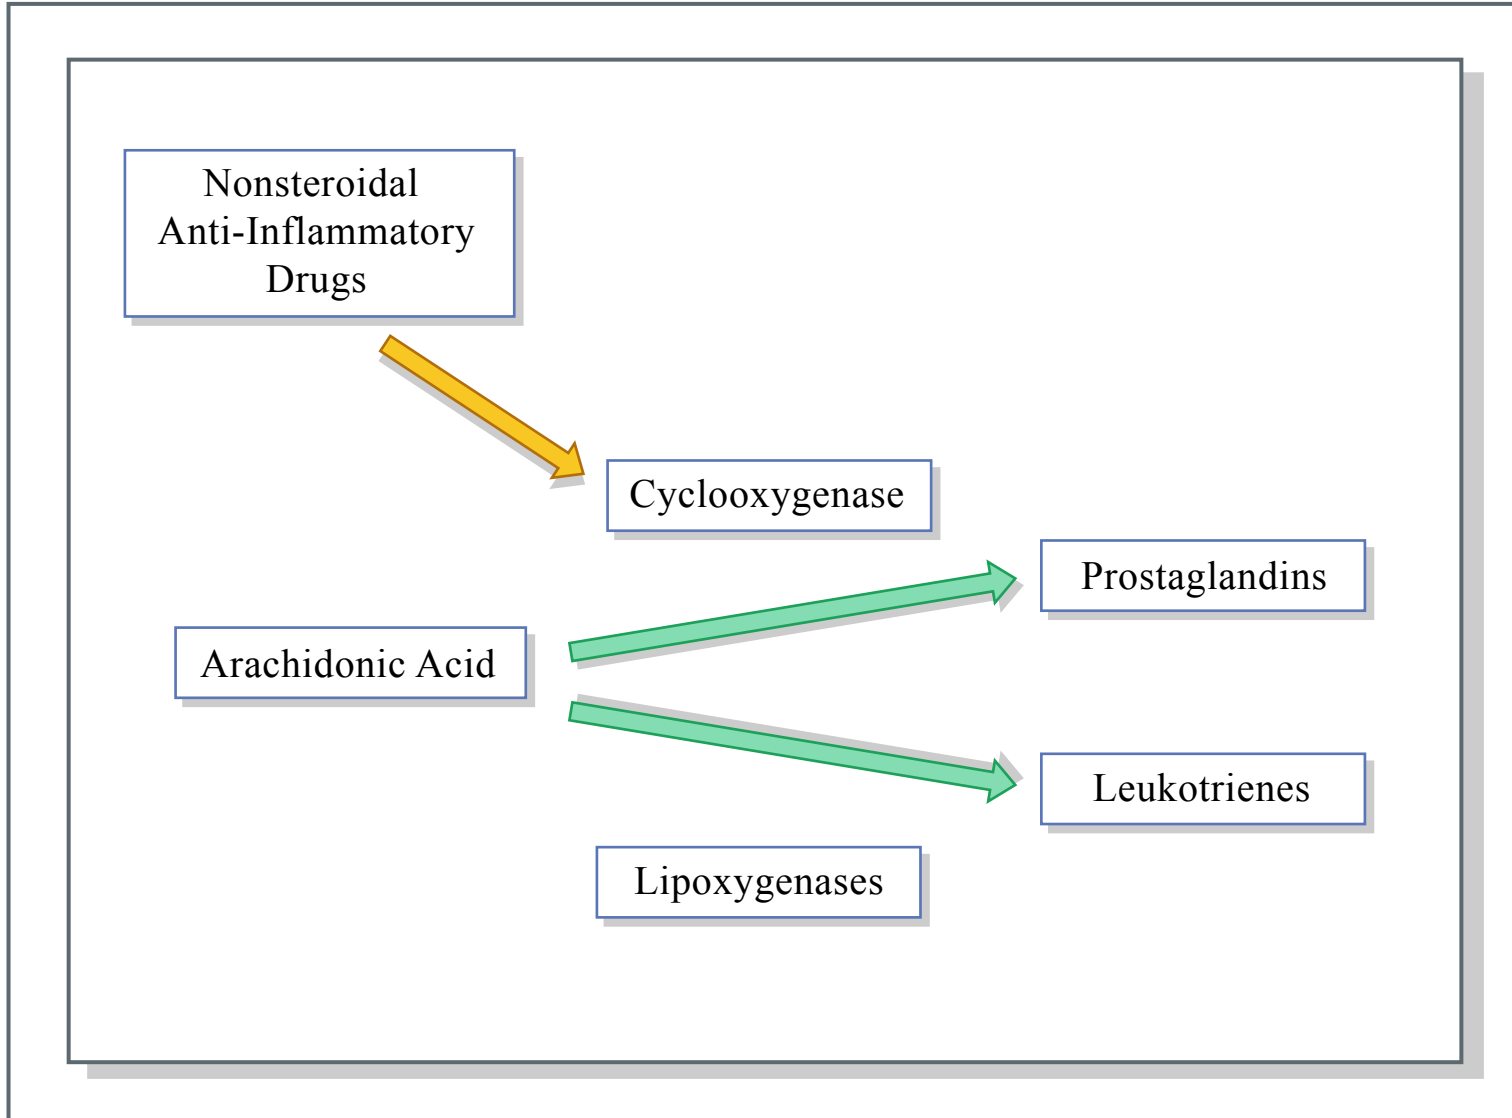 Nonsteroidal
Anti-Inflammatory
Drugs
Cyclooxygenase
Prostaglandins
Arachidonic Acid
Leukotrienes
Lipoxygenases